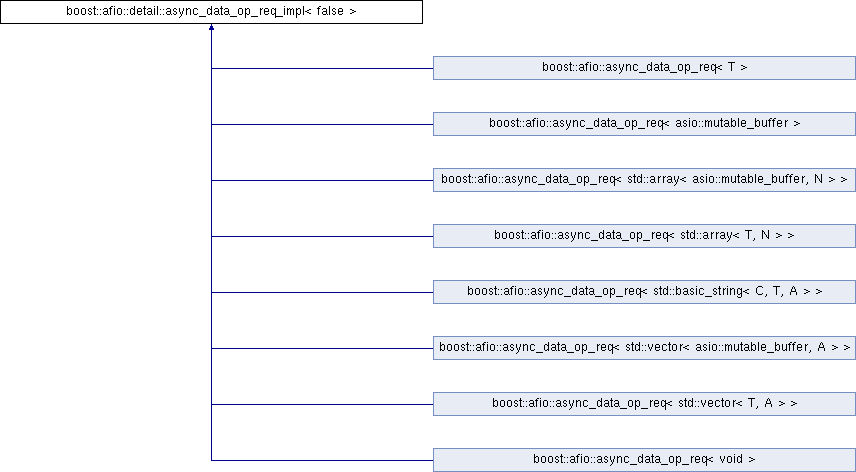 boost::afio::detail::async_data_op_req_impl< false >
boost::afio::async_data_op_req< T >
boost::afio::async_data_op_req< asio::mutable_buffer >
boost::afio::async_data_op_req< std::array< asio::mutable_buffer, N > >
boost::afio::async_data_op_req< std::array< T, N > >
boost::afio::async_data_op_req< std::basic_string< C, T, A > >
boost::afio::async_data_op_req< std::vector< asio::mutable_buffer, A > >
boost::afio::async_data_op_req< std::vector< T, A > >
boost::afio::async_data_op_req< void >